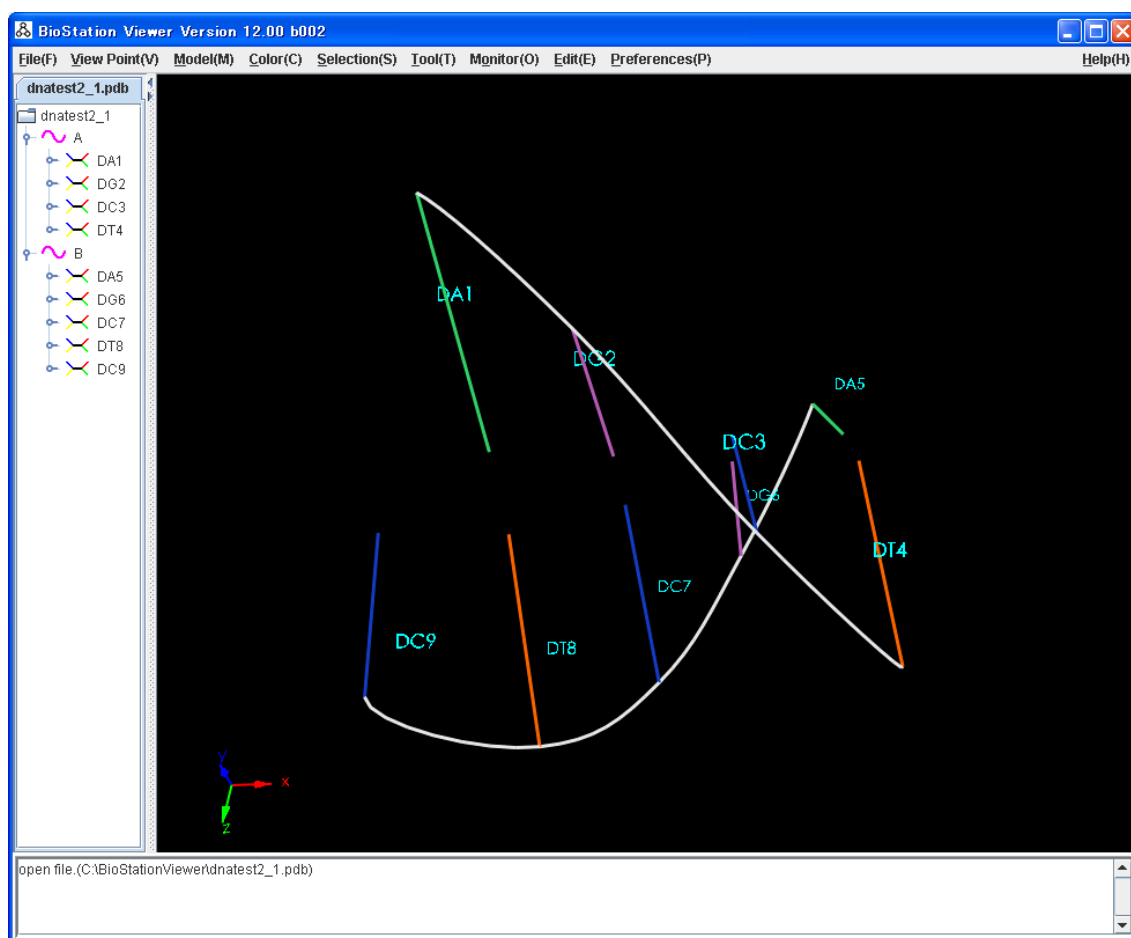 BioStation Viewer Version 12.00 b002
File(F) View Point(V) Model(M) Color(C) Selection(S) Tool(T) Monitor(O) Edit(E) Preferences(P) Help(H)
dnatest2_1.pdb
dnatest2_1
A
DA1
DG2
DC3
DT4
B
DA5
DG6
DC7
DT8
DC9
DA1
DG2
DA5
DC3
DG6
DT4
DC7
DC9
DT8
y
x
z
open file.(C:\BioStationViewer\dnatest2_1.pdb)